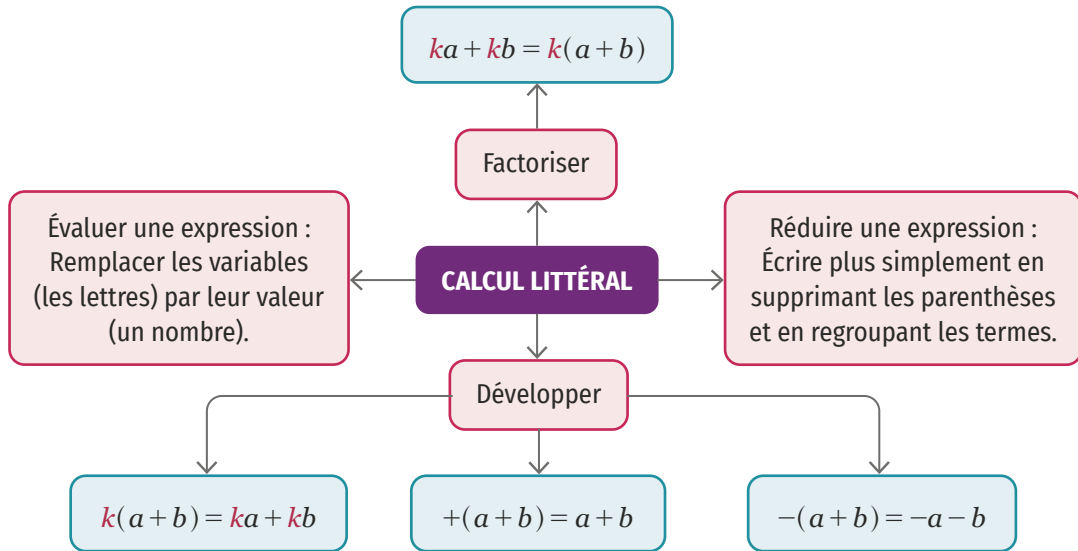 ka + kb = k(a + b)
Factoriser
Évaluer une expression :
Remplacer les variables
(les lettres) par leur valeur
(un nombre).
CALCUL LITTÉRAL
Réduire une expression :
Écrire plus simplement en
supprimant les parenthèses
et en regroupant les termes.
Développer
k(a + b) = ka + kb
+(a + b) = a + b
−(a + b) = −a − b